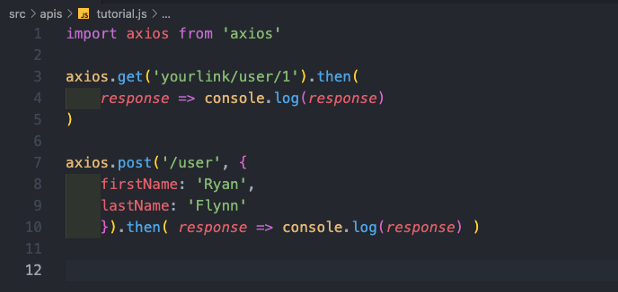 src > apis > JS tutorial.js > ...
1 import axios from 'axios'
2
3 axios.get('yourlink/user/1').then(
4     response => console.log(response)
5 )
6
7 axios.post('/user', {
8     firstName: 'Ryan',
9     lastName: 'Flynn'
10     }).then( response => console.log(response) )
11
12